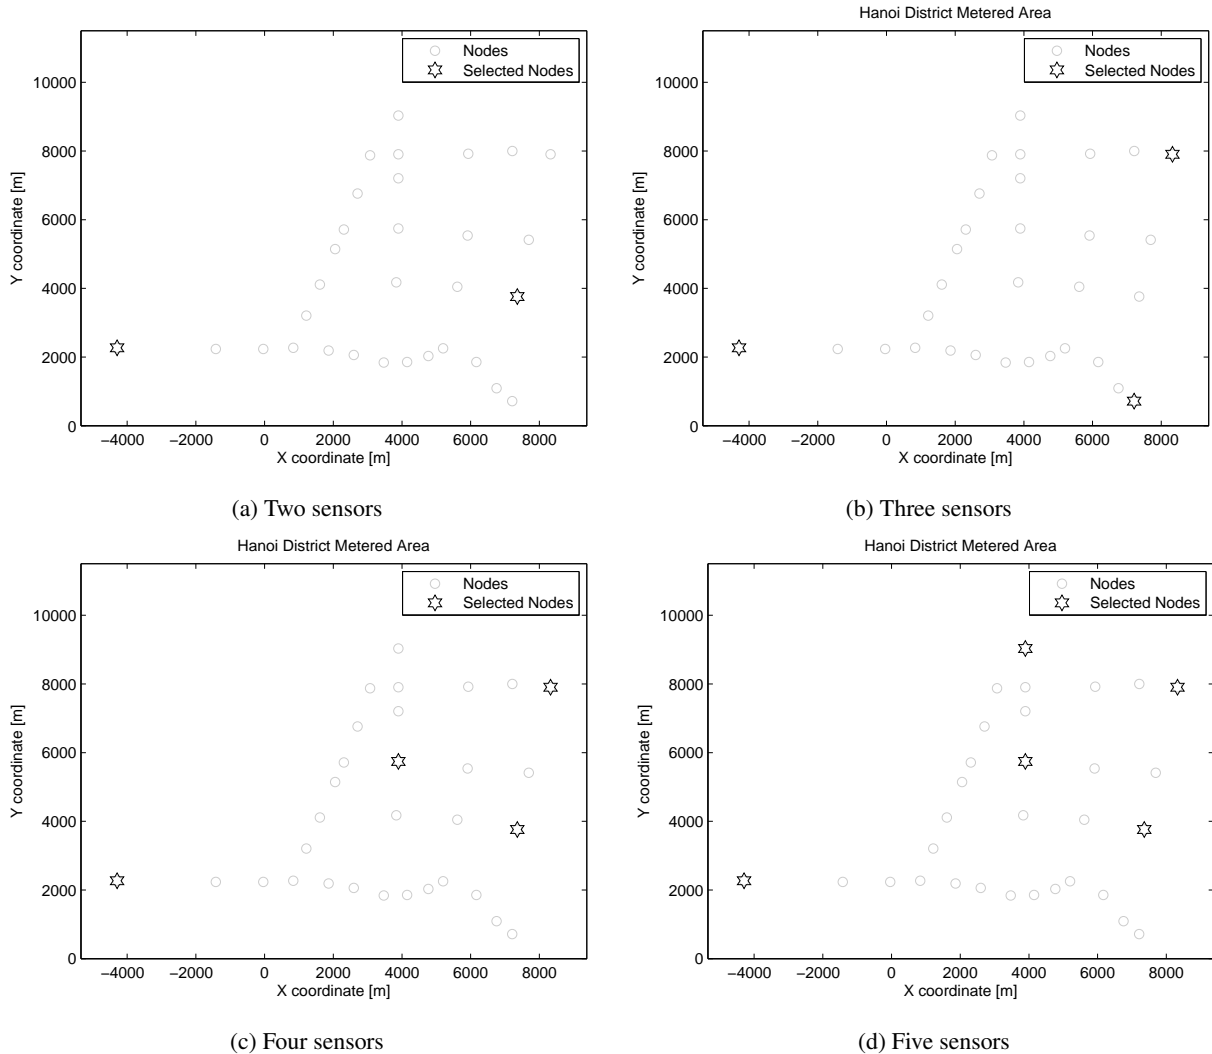 Nodes
Selected Nodes
10000
8000
6000
4000
2000
0
Y coordinate [m]
−4000 −2000 0 2000 4000 6000 8000
X coordinate [m]
(a) Two sensors
Hanoi District Metered Area
Nodes
Selected Nodes
10000
8000
6000
4000
2000
0
Y coordinate [m]
−4000 −2000 0 2000 4000 6000 8000
X coordinate [m]
(b) Three sensors
Hanoi District Metered Area
Nodes
Selected Nodes
10000
8000
6000
4000
2000
0
Y coordinate [m]
−4000 −2000 0 2000 4000 6000 8000
X coordinate [m]
(c) Four sensors
Hanoi District Metered Area
Nodes
Selected Nodes
10000
8000
6000
4000
2000
0
Y coordinate [m]
−4000 −2000 0 2000 4000 6000 8000
X coordinate [m]
(d) Five sensors